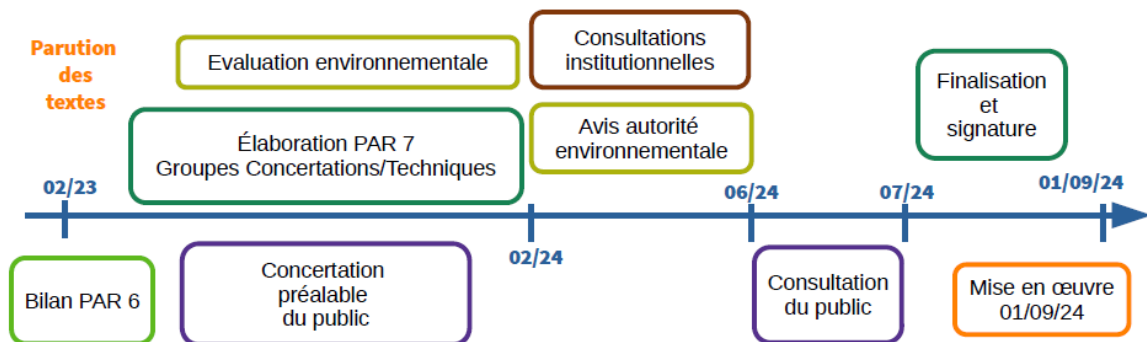 Parution
des
textes
Evaluation environnementale
Consultations
institutionnelles
Élaboration PAR 7
Groupes Concertations/Techniques
Avis autorité
environnementale
Finalisation
et
signature
02/23
02/24
06/24
07/24
01/09/24
Bilan PAR 6
Concertation
préalable
du public
Consultation
du public
Mise en œuvre
01/09/24